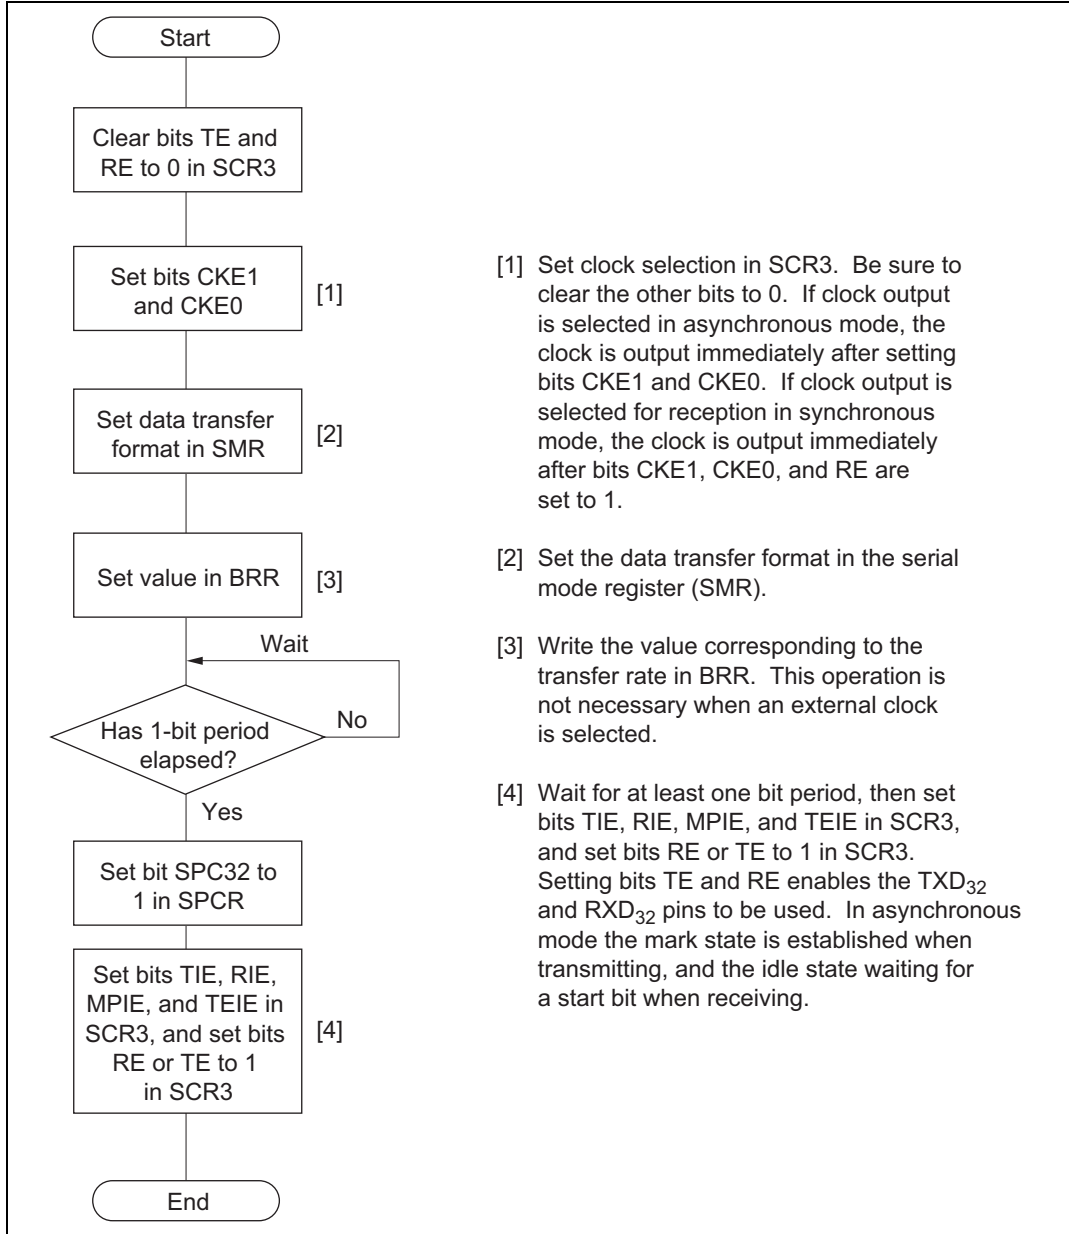 Start
Clear bits TE and
RE to 0 in SCR3
Set bits CKE1
and CKE0
[1]
Set data transfer
format in SMR
[2]
Set value in BRR
[3]
Wait
Has 1-bit period
elapsed?
No
Yes
Set bit SPC32 to
1 in SPCR
Set bits TIE, RIE,
MPIE, and TEIE in
SCR3, and set bits
RE or TE to 1
in SCR3
[4]
End
[1] Set clock selection in SCR3. Be sure to
clear the other bits to 0. If clock output
is selected in asynchronous mode, the
clock is output immediately after setting
bits CKE1 and CKE0. If clock output is
selected for reception in synchronous
mode, the clock is output immediately
after bits CKE1, CKE0, and RE are
set to 1.
[2] Set the data transfer format in the serial
mode register (SMR).
[3] Write the value corresponding to the
transfer rate in BRR. This operation is
not necessary when an external clock
is selected.
[4] Wait for at least one bit period, then set
bits TIE, RIE, MPIE, and TEIE in SCR3,
and set bits RE or TE to 1 in SCR3.
Setting bits TE and RE enables the TXD32
and RXD32 pins to be used. In asynchronous
mode the mark state is established when
transmitting, and the idle state waiting for
a start bit when receiving.